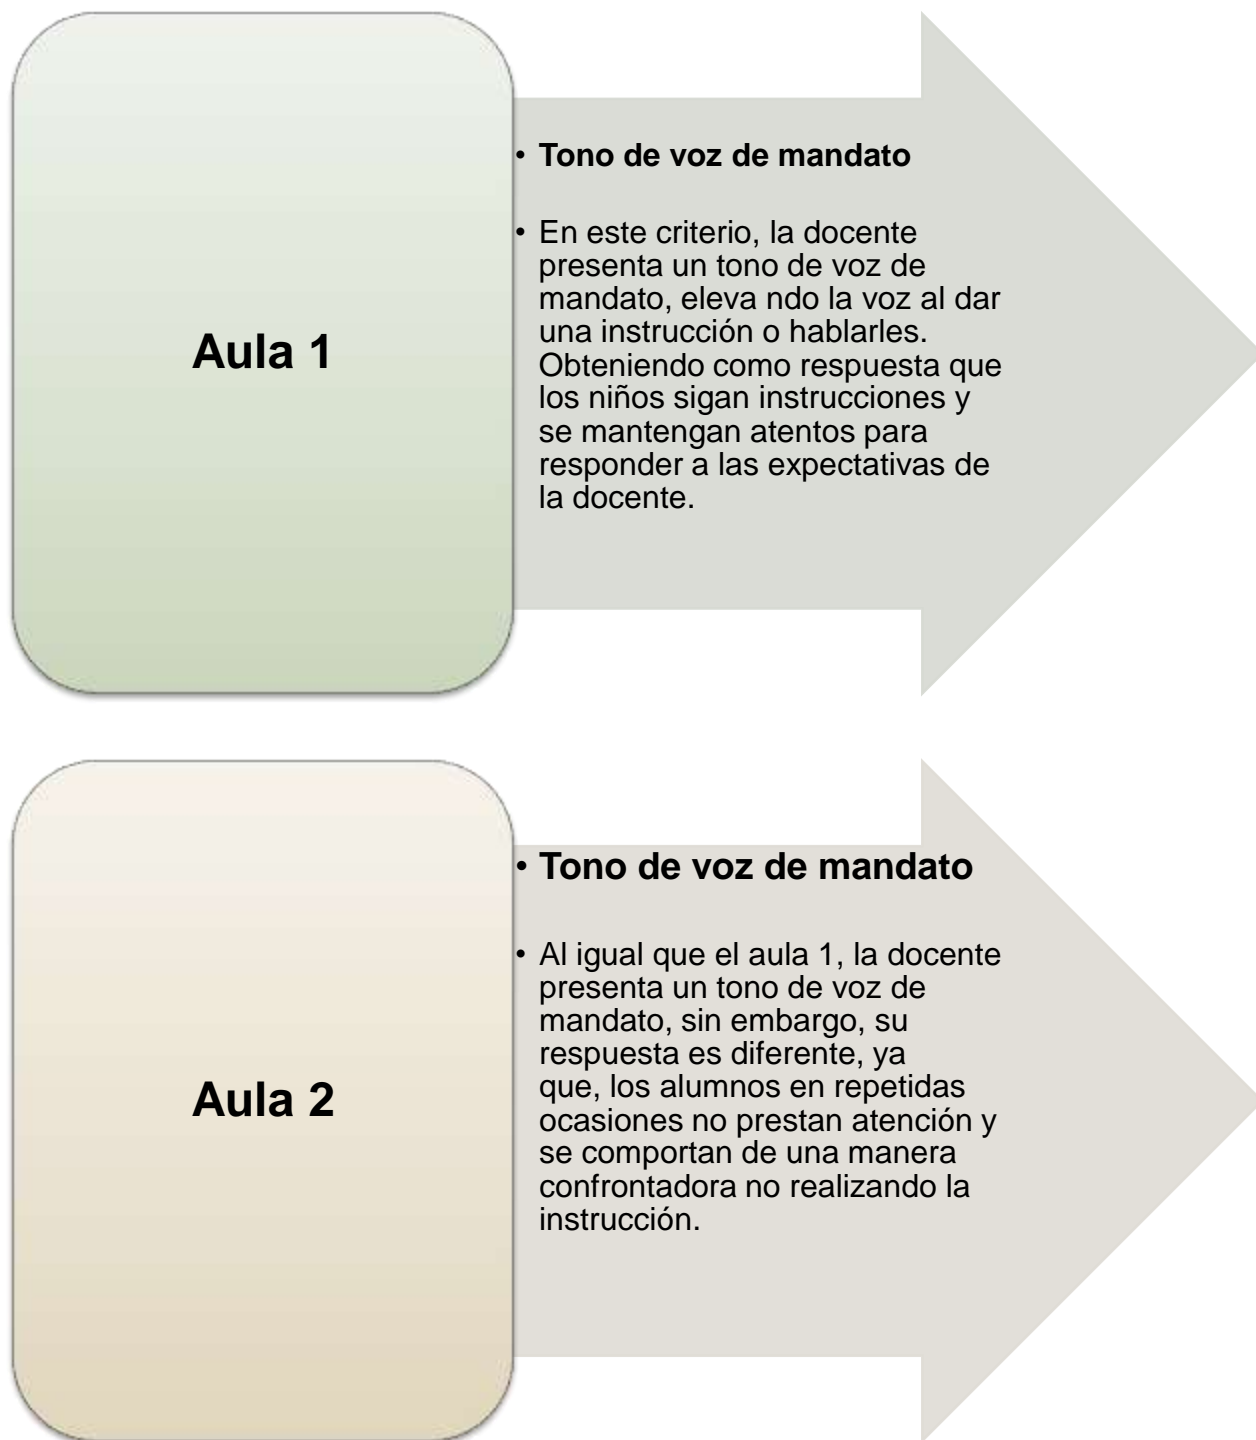 Aula 1
• Tono de voz de mandato
• En este criterio, la docente
presenta un tono de voz de
mandato, eleva ndo la voz al dar
una instrucción o hablarles.
Obteniendo como respuesta que
los niños sigan instrucciones y
se mantengan atentos para
responder a las expectativas de
la docente.
Aula 2
• Tono de voz de mandato
• Al igual que el aula 1, la docente
presenta un tono de voz de
mandato, sin embargo, su
respuesta es diferente, ya
que, los alumnos en repetidas
ocasiones no prestan atención y
se comportan de una manera
confrontadora no realizando la
instrucción.